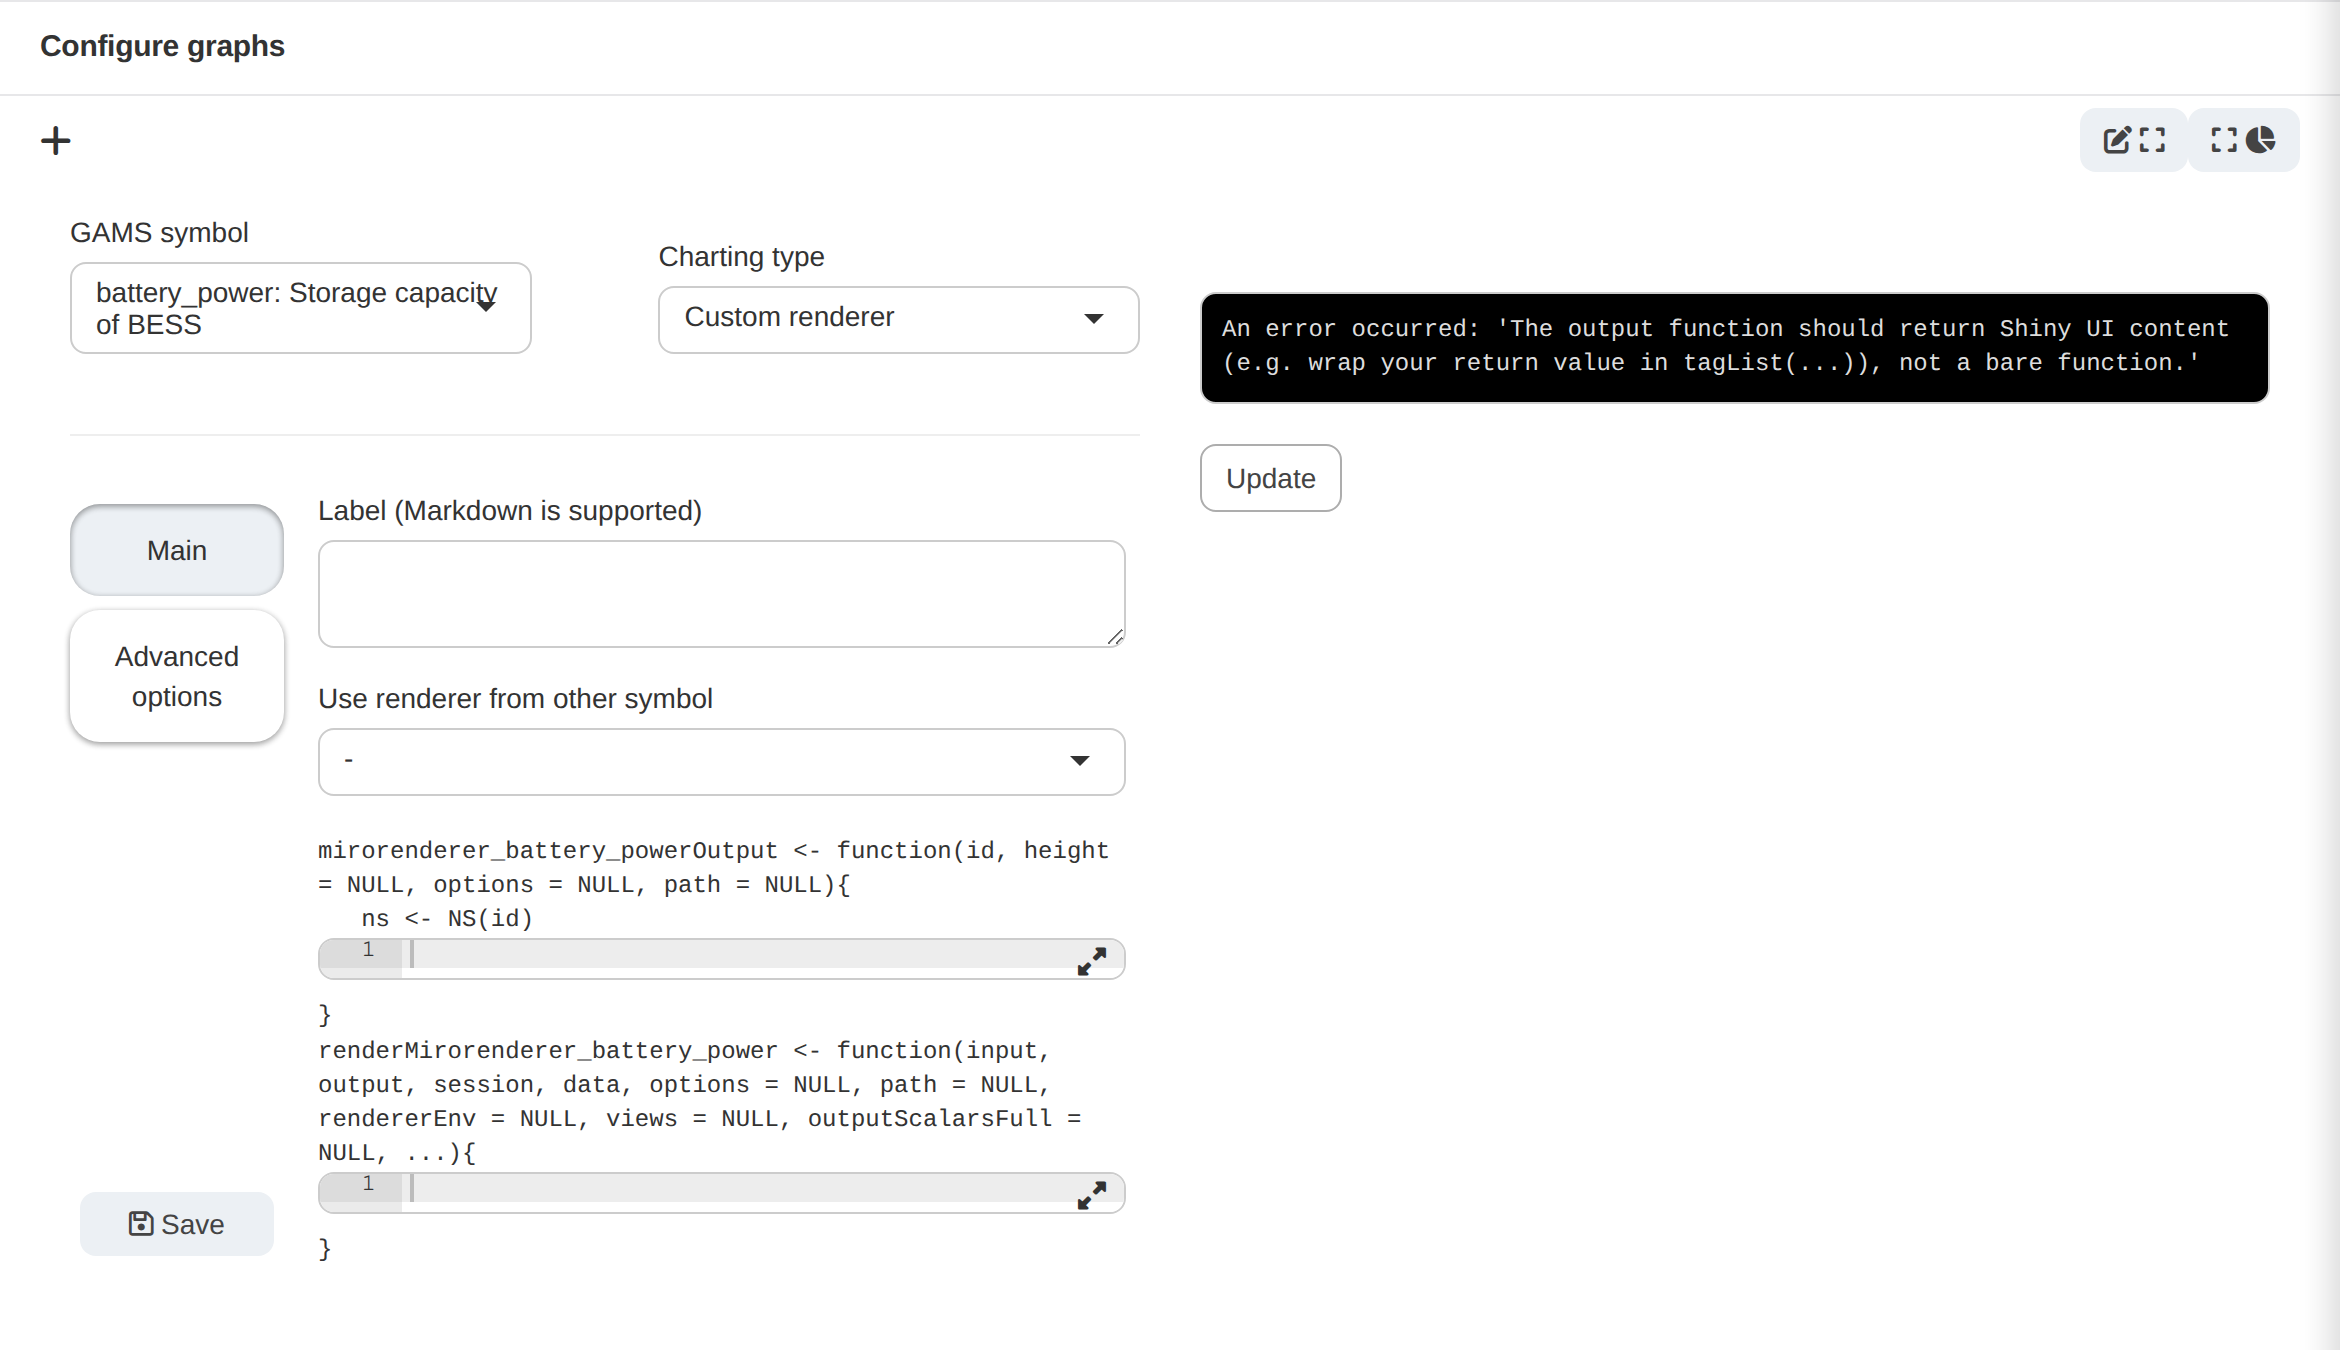 Configure graphs
GAMS symbol
battery_power: Storage capacity
of BESS
Charting type
Custom renderer
An error occurred: 'The output function should return Shiny UI content
(e.g. wrap your return value in tagList(...)), not a bare function.'
Update
Main
Advanced
options
Label (Markdown is supported)
Use renderer from other symbol
-
mirorenderer_battery_powerOutput <- function(id, height
= NULL, options = NULL, path = NULL){
   ns <- NS(id)
1
}
renderMirorenderer_battery_power <- function(input,
output, session, data, options = NULL, path = NULL,
rendererEnv = NULL, views = NULL, outputScalarsFull =
NULL, ...){
1
}
Save